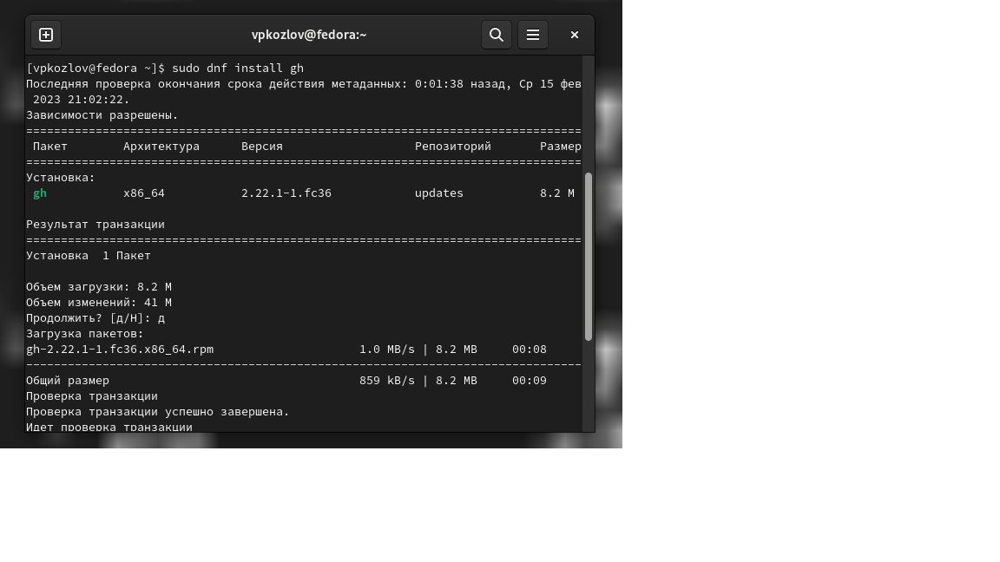 vpkozlov@fedora:~
[vpkozlov@fedora ~]$ sudo dnf install gh
Последняя проверка окончания срока действия метаданных: 0:01:38 назад, Ср 15 фев
 2023 21:02:22.
Зависимости разрешены.
================================================================================
 Пакет        Архитектура      Версия                   Репозиторий       Размер
================================================================================
Установка:
 gh           x86_64           2.22.1-1.fc36            updates           8.2 M

Результат транзакции
================================================================================
Установка  1 Пакет

Объем загрузки: 8.2 M
Объем изменений: 41 M
Продолжить? [д/Н]: д
Загрузка пакетов:
gh-2.22.1-1.fc36.x86_64.rpm                     1.0 MB/s | 8.2 MB     00:08
--------------------------------------------------------------------------------
Общий размер                                    859 kB/s | 8.2 MB     00:09
Проверка транзакции
Проверка транзакции успешно завершена.
Идет проверка транзакции